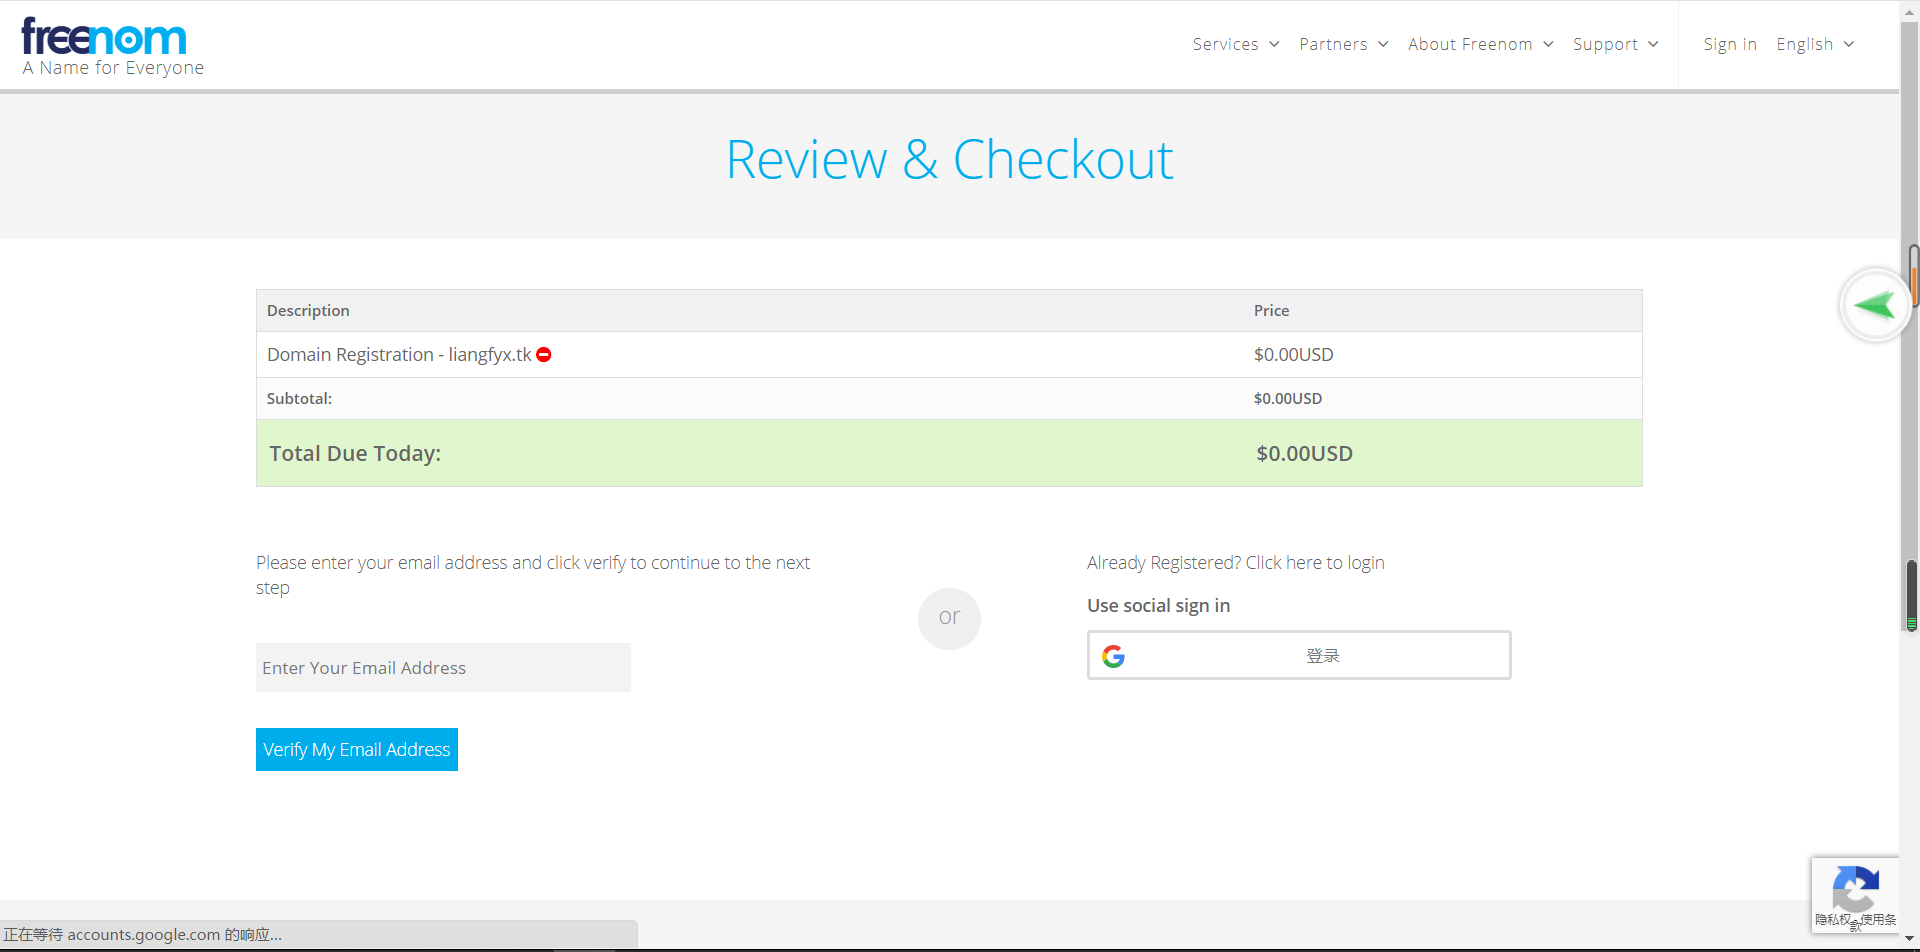 freenom
A Name for Everyone
Services Partners About Freenom Support Sign in English
Review & Checkout
Description Price
Domain Registration - liangfyx.tk $0.00USD
Subtotal: $0.00USD
Total Due Today: $0.00USD
Please enter your email address and click verify to continue to the next
step
or
Already Registered? Click here to login
Use social sign in
登录
Enter Your Email Address
Verify My Email Address
隐私权 - 使用条
款
正在等待 accounts.google.com 的响应...